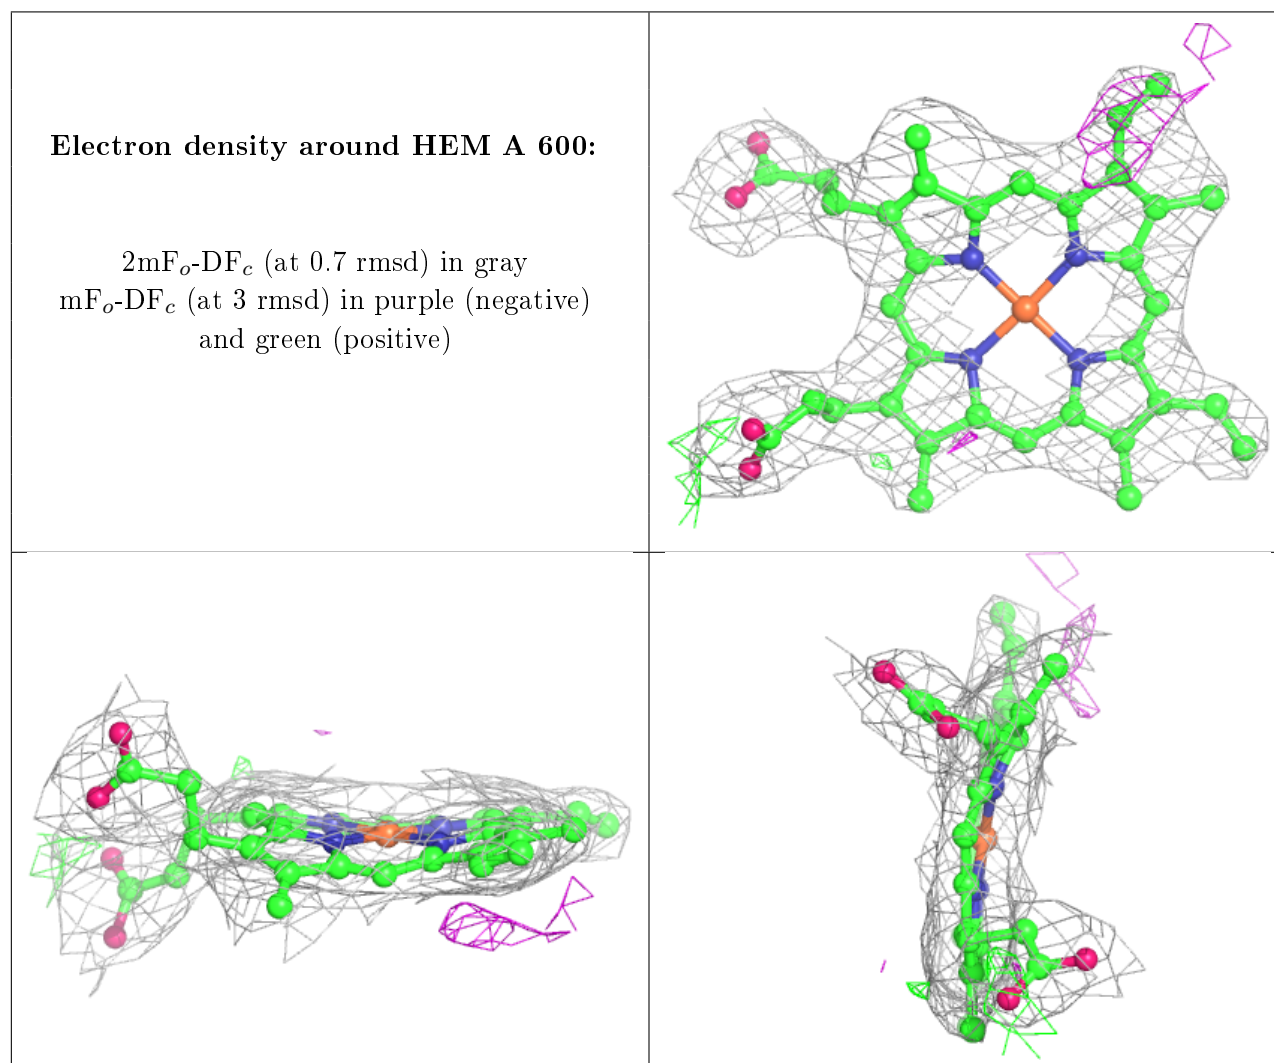 Electron density around HEM A 600:
2mFo-DFc (at 0.7 rmsd) in gray
mFo-DFc (at 3 rmsd) in purple (negative)
and green (positive)